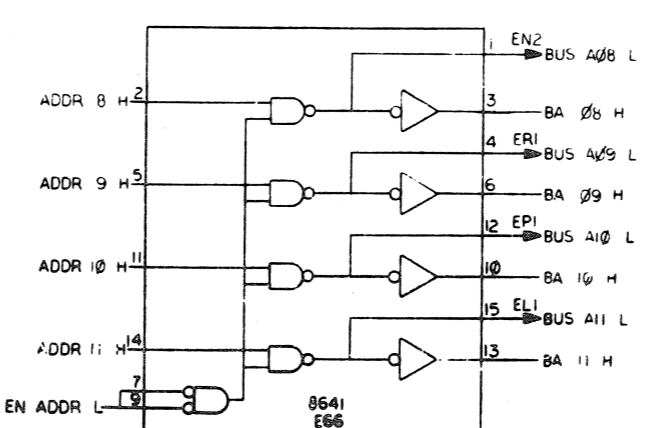 1 EN2
BUS AØ8 L
ADDR 8 H 2
3
BA Ø8 H
4 ER1
BUS AØ9 L
ADDR 9 H 5
6
BA Ø9 H
12 EP1
BUS A1Ø L
ADDR 1Ø H 11
1Ø
BA 1Ø H
15 EL1
BUS A11 L
ADDR 11 H 14
13
BA 11 H
7
9
EN ADDR L
8641
E66